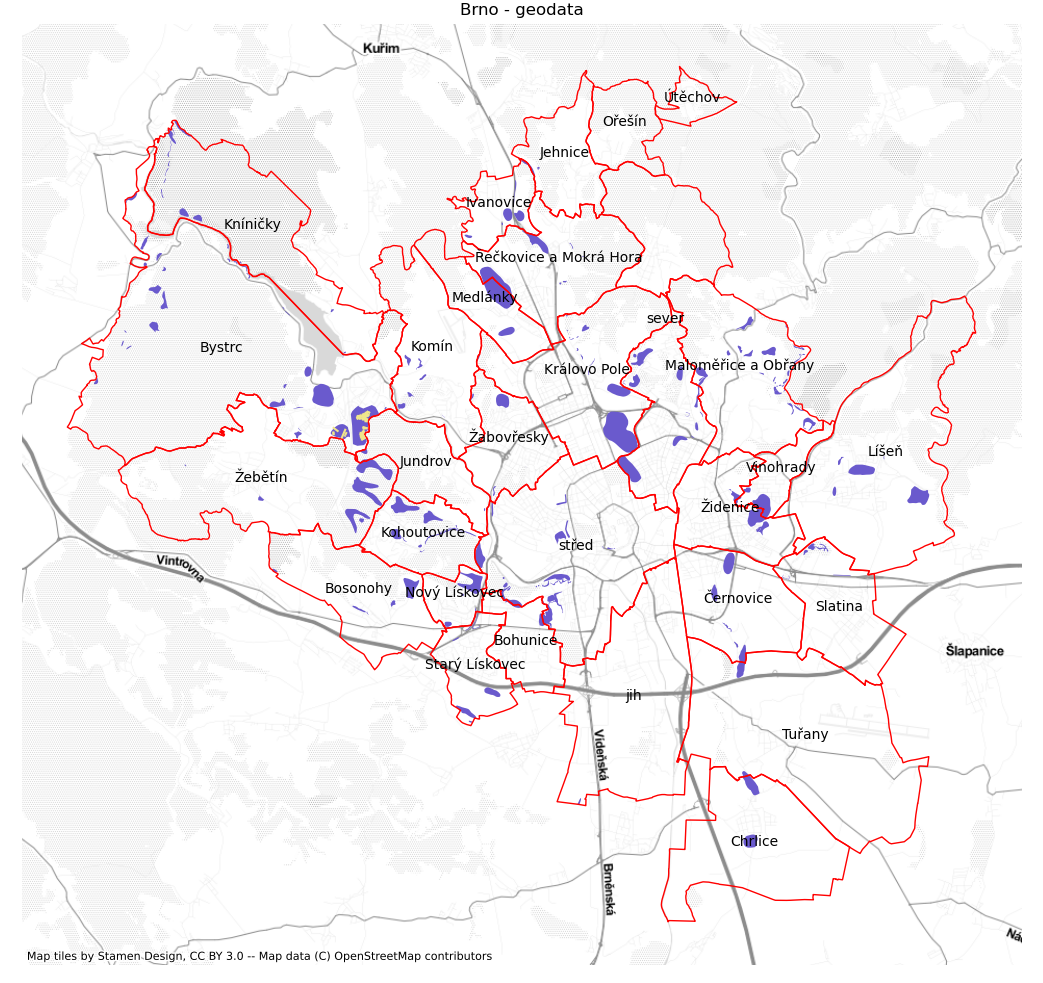 Brno - geodata
Kuřim
Útěchov
Ořešín
Jehnice
Ivanovice
Kníničky
Řečkovice a Mokrá Hora
Medlánky
sever
Komín
Bystrc
Královo Pole
Maloměřice a Obřany
Žabovřesky
Líšeň
Jundrov
Vinohrady
Žebětín
Židenice
Kohoutovice
střed
Vintrovna
Bosonohy
Nový Lískovec
Černovice
Slatina
Bohunice
Šlapanice
Starý Lískovec
jih
Tuřany
Vídeňská
Chrlice
Brněnská
Map tiles by Stamen Design, CC BY 3.0 -- Map data (C) OpenStreetMap contributors